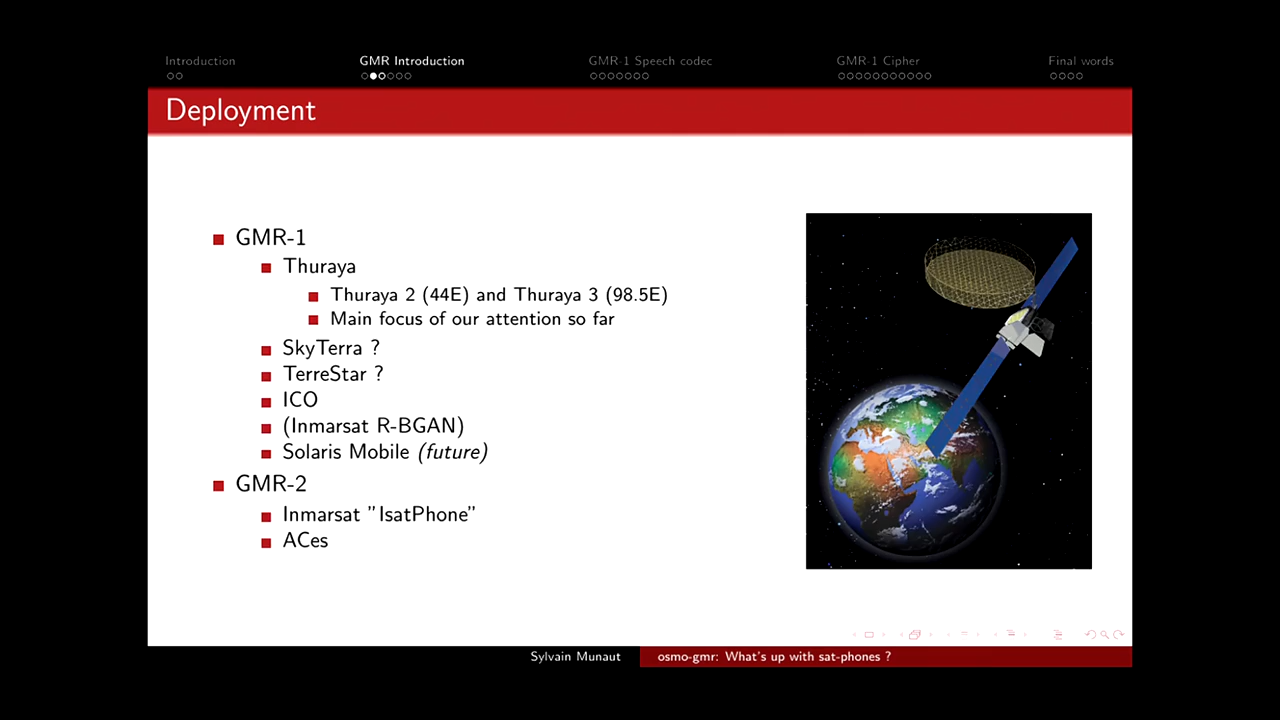 Introduction
GMR Introduction
GMR-1 Speech codec
GMR-1 Cipher
Final words
Deployment
GMR-1
Thuraya
Thuraya 2 (44E) and Thuraya 3 (98.5E)
Main focus of our attention so far
SkyTerra ?
TerreStar ?
ICO
(Inmarsat R-BGAN)
Solaris Mobile (future)
GMR-2
Inmarsat "IsatPhone"
ACes
Sylvain Munaut
osmo-gmr: What's up with sat-phones ?